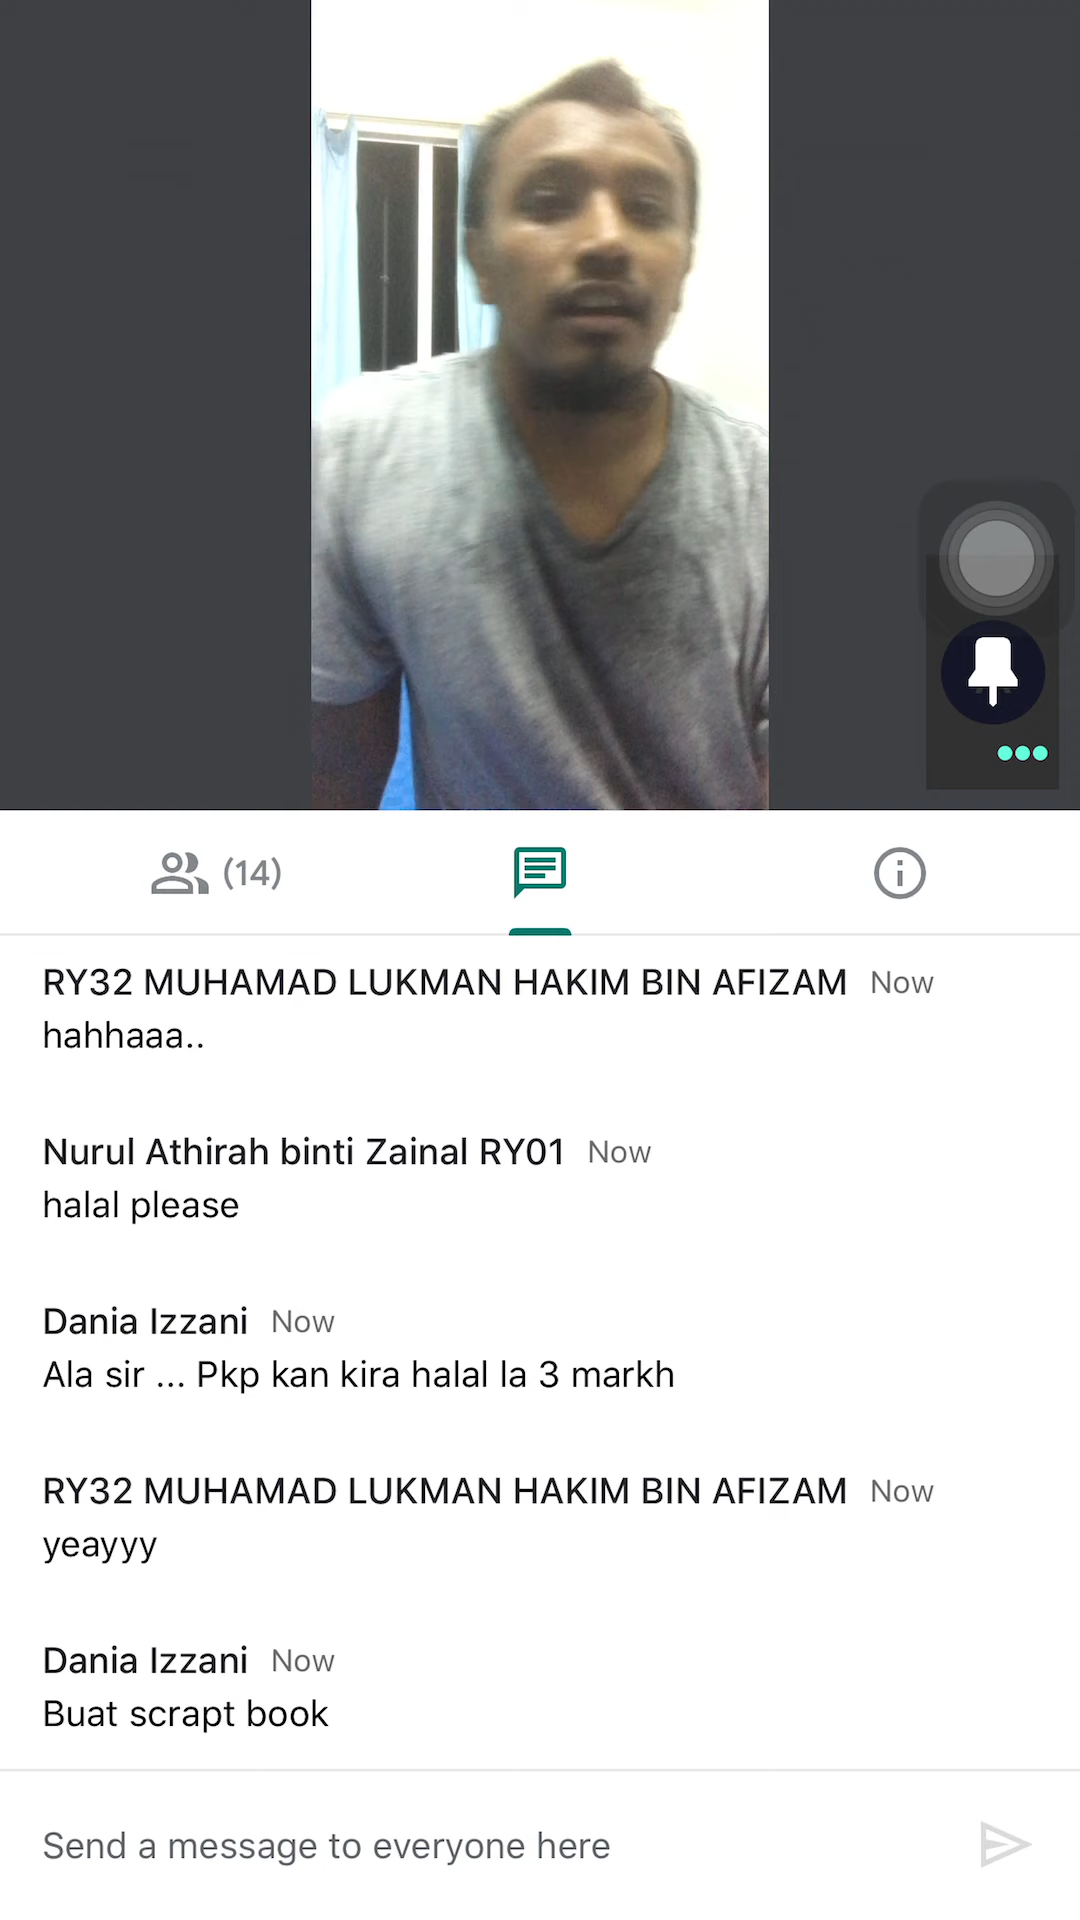 (14)
RY32 MUHAMAD LUKMAN HAKIM BIN AFIZAM Now
hahhaaa..
Nurul Athirah binti Zainal RY01 Now
halal please
Dania Izzani Now
Ala sir ... Pkp kan kira halal la 3 markh
RY32 MUHAMAD LUKMAN HAKIM BIN AFIZAM Now
yeayyy
Dania Izzani Now
Buat scrapt book
Send a message to everyone here